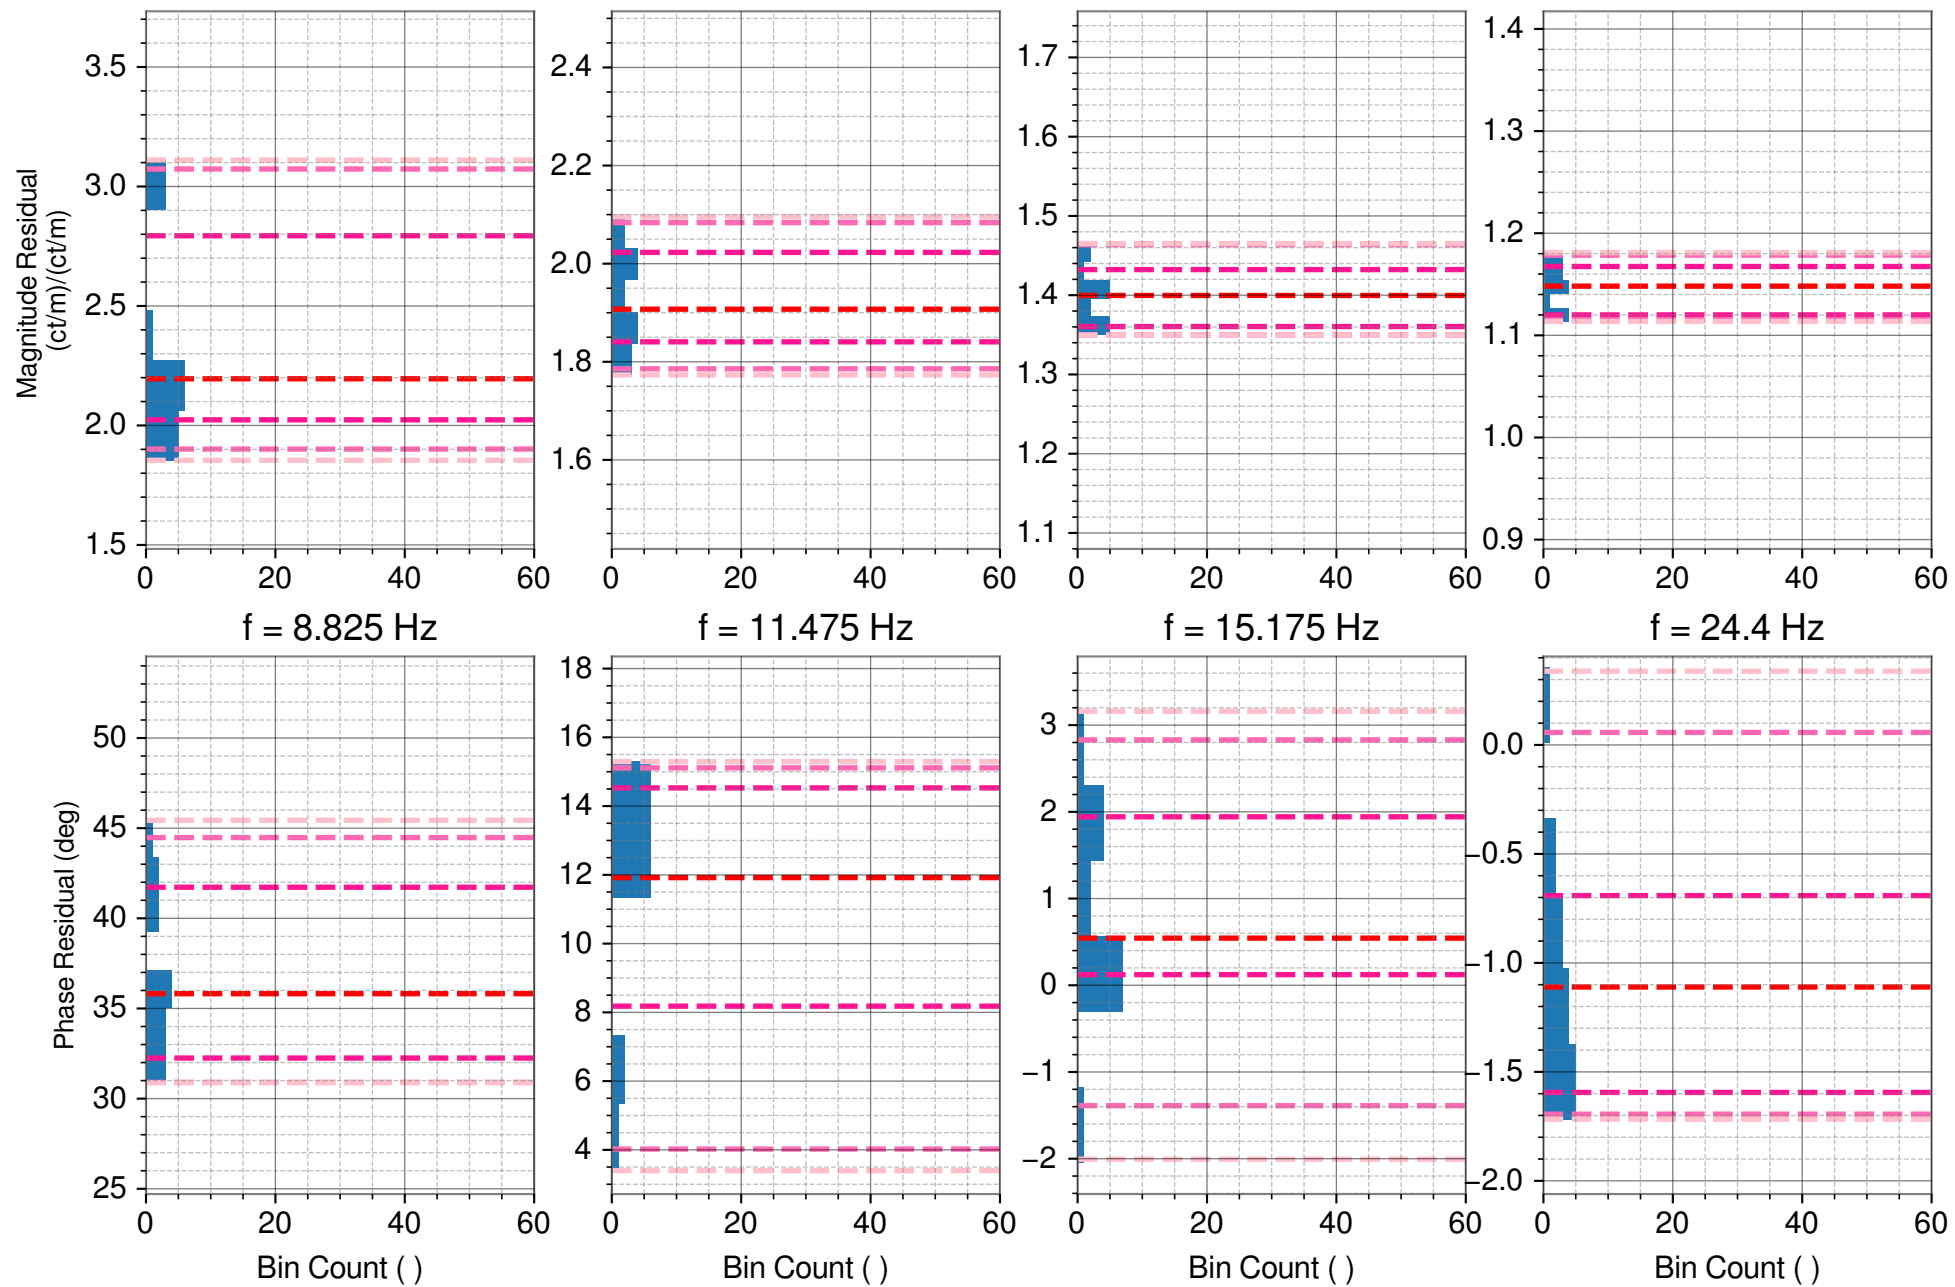 Magnitude Residual
(ct/m)/(ct/m)
3.5
3.0
2.5
2.0
1.5
0 20 40 60
2.4
2.2
2.0
1.8
1.6
0 20 40 60
1.7
1.6
1.5
1.4
1.3
1.2
1.1
0 20 40 60
1.4
1.3
1.2
1.1
1.0
0.9
0 20 40 60
f = 8.825 Hz
f = 11.475 Hz
f = 15.175 Hz
f = 24.4 Hz
Phase Residual (deg)
50
45
40
35
30
25
0 20 40 60
Bin Count ( )
18
16
14
12
10
8
6
4
0 20 40 60
Bin Count ( )
3
2
1
0
−1
−2
0 20 40 60
Bin Count ( )
0.0
−0.5
−1.0
−1.5
−2.0
0 20 40 60
Bin Count ( )